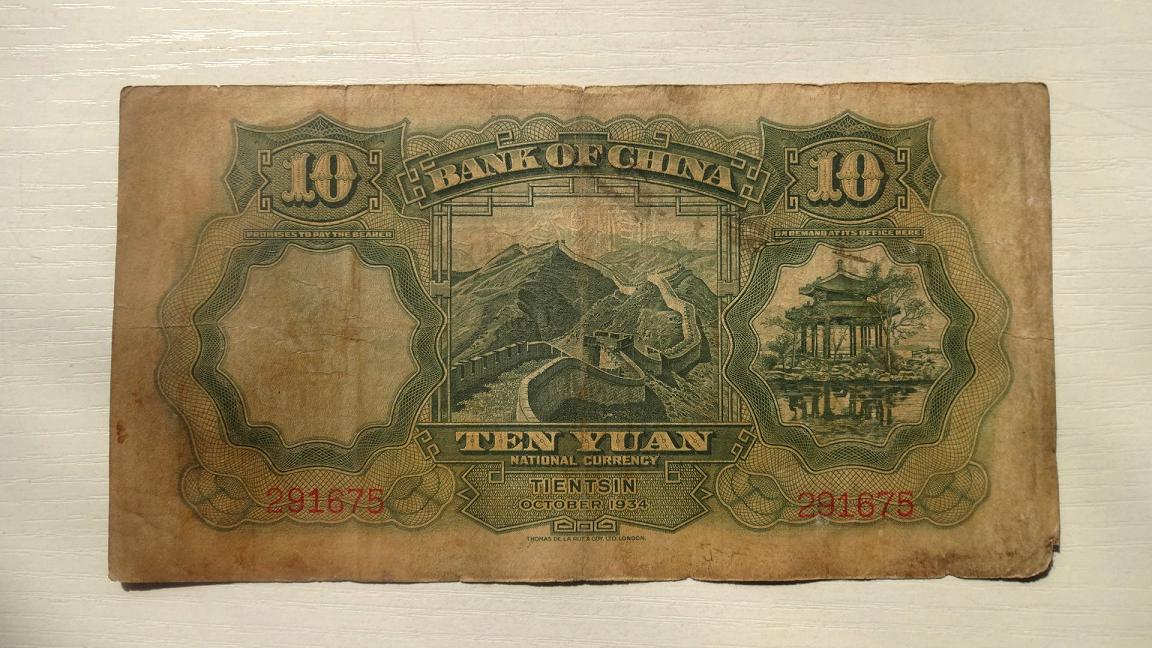 10
BANK OF CHINA
10
PROMISES TO PAY THE BEARER
ON DEMAND AT ITS OFFICE HERE
TEN YUAN
NATIONAL CURRENCY
TIENTSIN
OCTOBER 1934
291675
291675
THOMAS DE LA RUE & COY, LTD. LONDON.